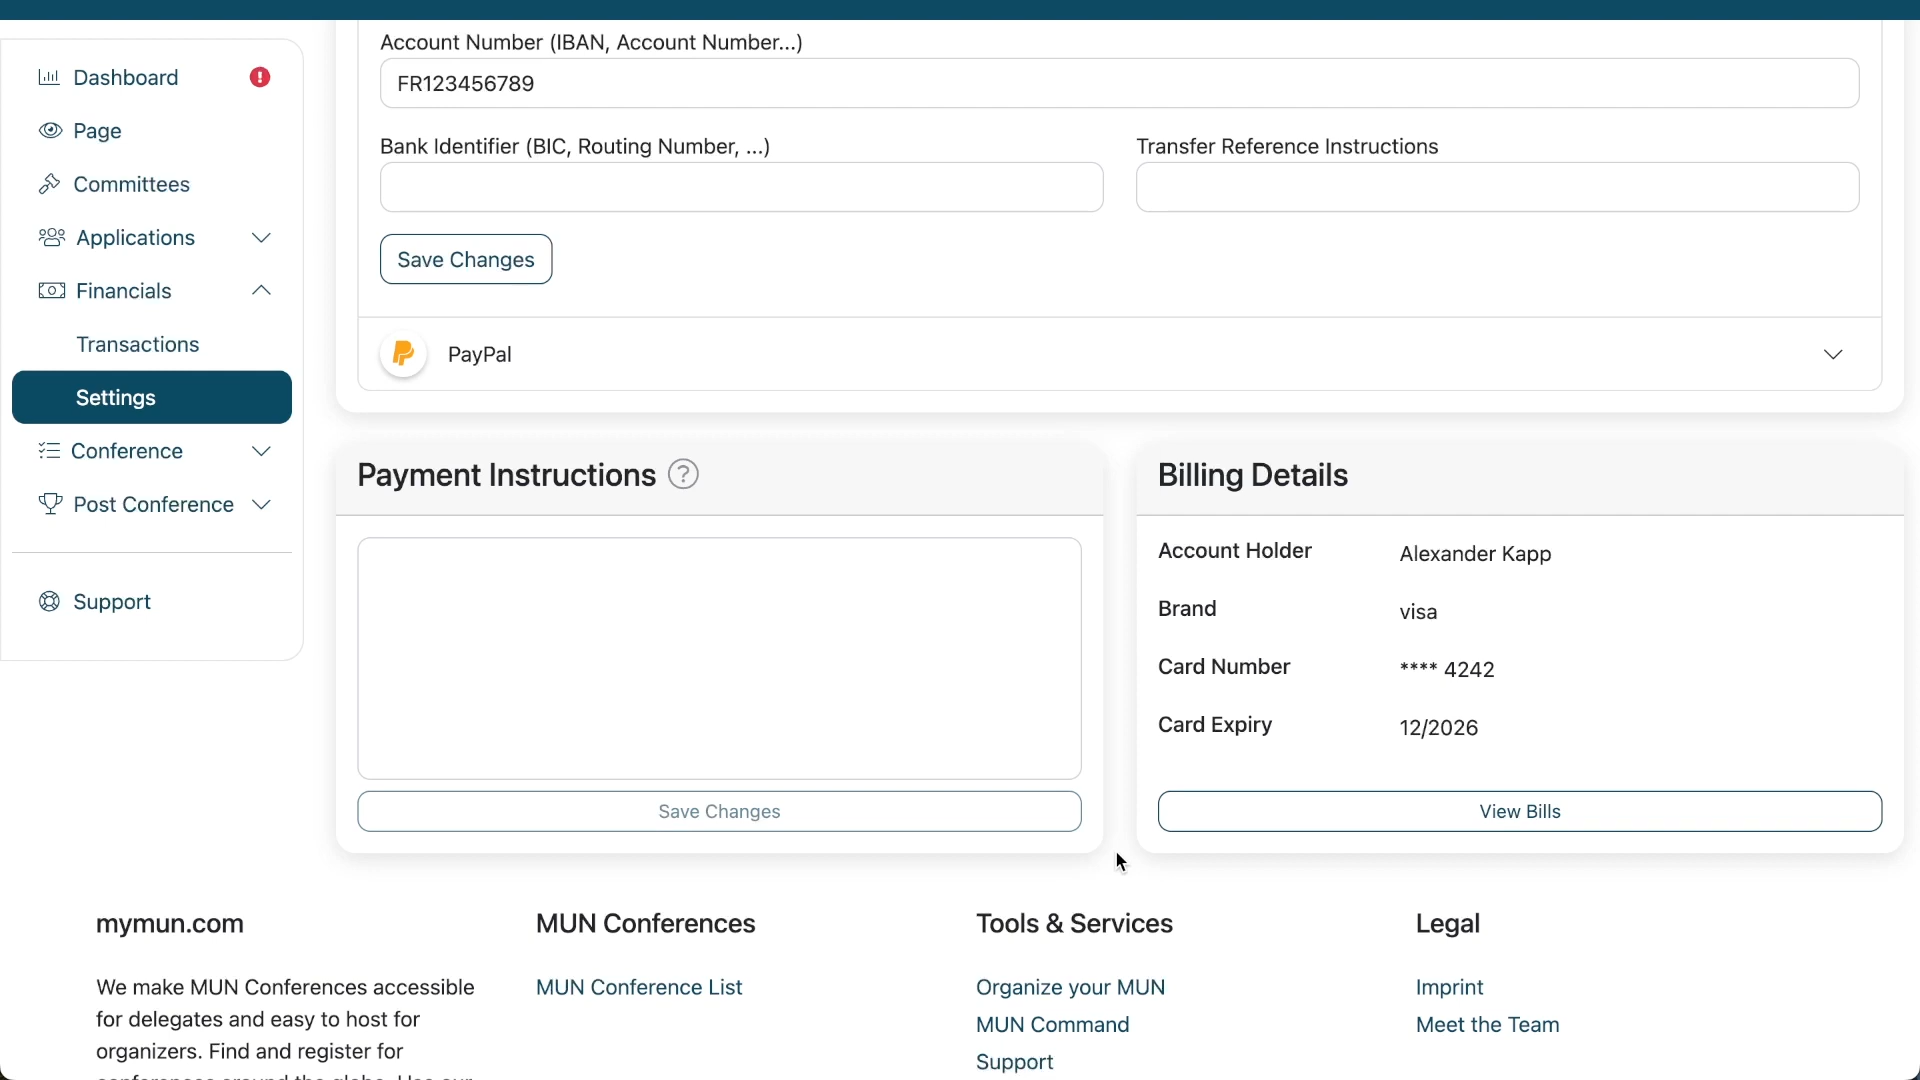 Dashboard
Page
Committees
Applications
Financials
Transactions
Settings
Conference
Post Conference
Support
Account Number (IBAN, Account Number...)
FR123456789
Bank Identifier (BIC, Routing Number, ...)
Transfer Reference Instructions
Save Changes
PayPal
Payment Instructions ?
Save Changes
Billing Details
Account Holder Alexander Kapp
Brand visa
Card Number **** 4242
Card Expiry 12/2026
View Bills
mymun.com
We make MUN Conferences accessible
for delegates and easy to host for
organizers. Find and register for
MUN Conferences
MUN Conference List
Tools & Services
Organize your MUN
MUN Command
Support
Legal
Imprint
Meet the Team